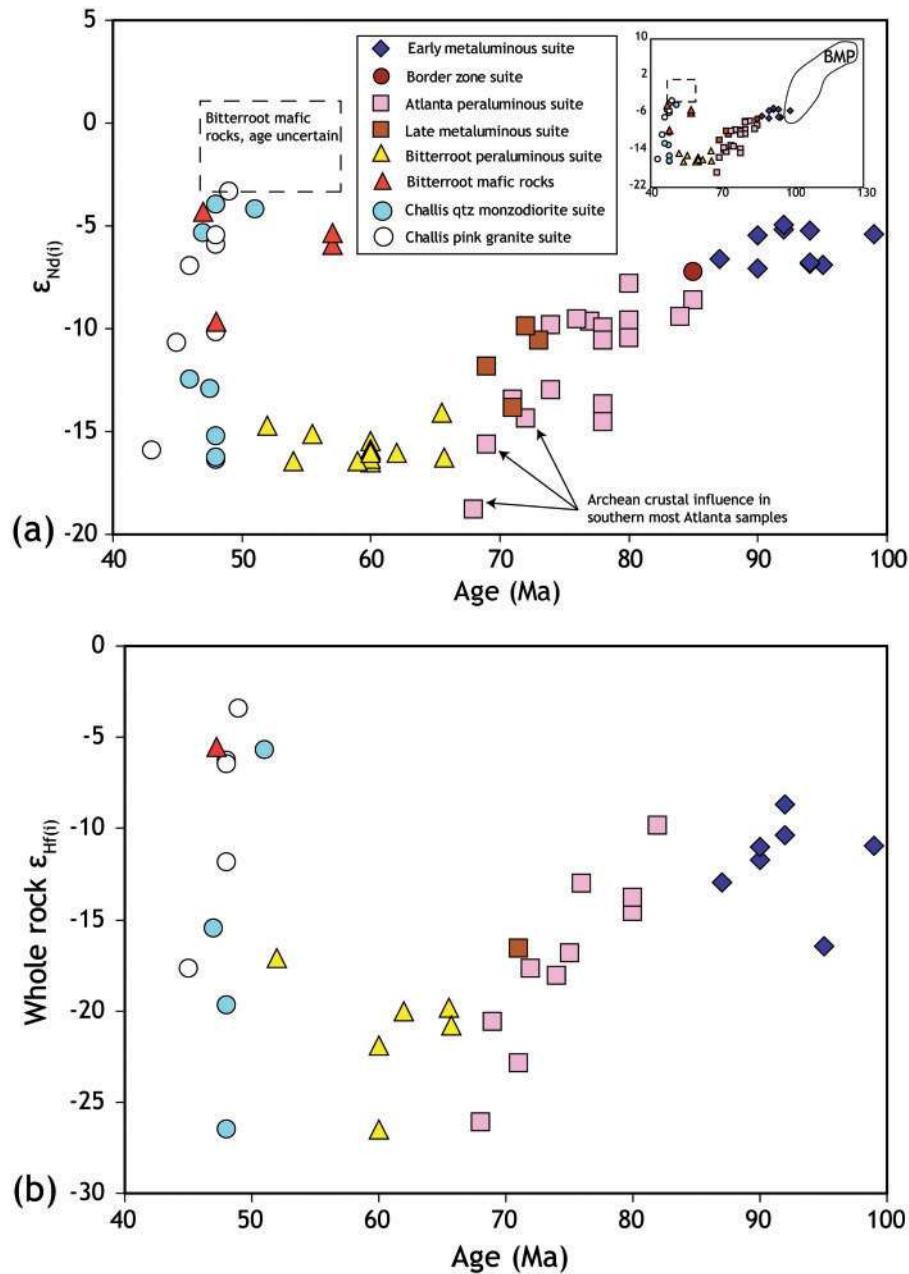 5
0
-5
-10
-15
-20
εNd(i)
Bitterroot mafic
rocks, age uncertain
Early metaluminous suite
Border zone suite
Atlanta peraluminous suite
Late metaluminous suite
Bitterroot peraluminous suite
Bitterroot mafic rocks
Challis qtz monzodiorite suite
Challis pink granite suite
10
2
-6
-14
-22
BMP
40 70 100 130
Archean crustal influence in
southern most Atlanta samples
(a)
40 50 60 70 80 90 100
Age (Ma)
0
-5
-10
-15
-20
-25
-30
Whole rock εHf(i)
(b)
40 50 60 70 80 90 100
Age (Ma)